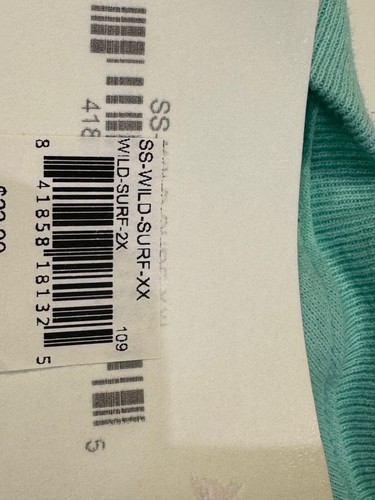 SS-WILD-SURF-XX
WILD-SURF-2X
109
8 41858 18132 5
418
SS-
5